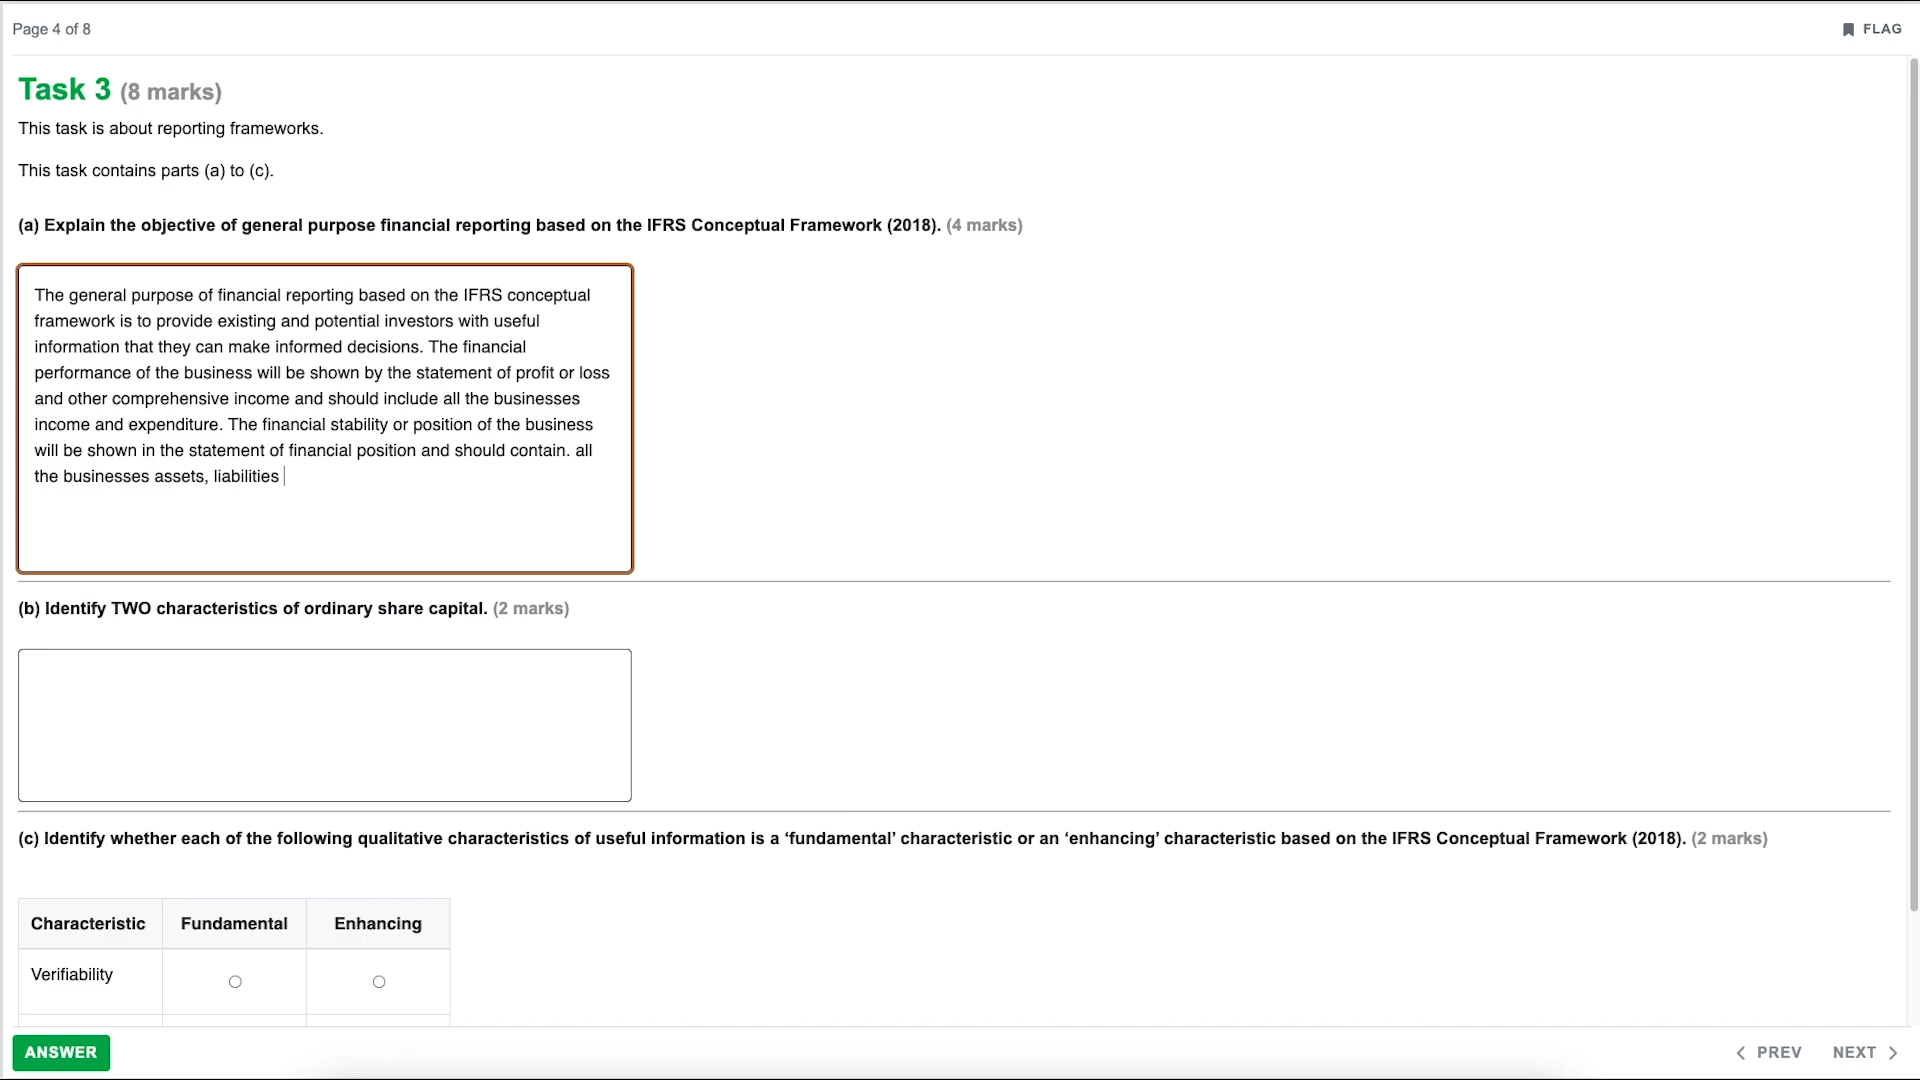 Page 4 of 8
FLAG
Task 3 (8 marks)
This task is about reporting frameworks.
This task contains parts (a) to (c).
(a) Explain the objective of general purpose financial reporting based on the IFRS Conceptual Framework (2018). (4 marks)
The general purpose of financial reporting based on the IFRS conceptual
framework is to provide existing and potential investors with useful
information that they can make informed decisions. The financial
performance of the business will be shown by the statement of profit or loss
and other comprehensive income and should include all the businesses
income and expenditure. The financial stability or position of the business
will be shown in the statement of financial position and should contain. all
the businesses assets, liabilities
(b) Identify TWO characteristics of ordinary share capital. (2 marks)
(c) Identify whether each of the following qualitative characteristics of useful information is a ‘fundamental’ characteristic or an ‘enhancing’ characteristic based on the IFRS Conceptual Framework (2018). (2 marks)
Characteristic Fundamental Enhancing
Verifiability
ANSWER
PREV NEXT